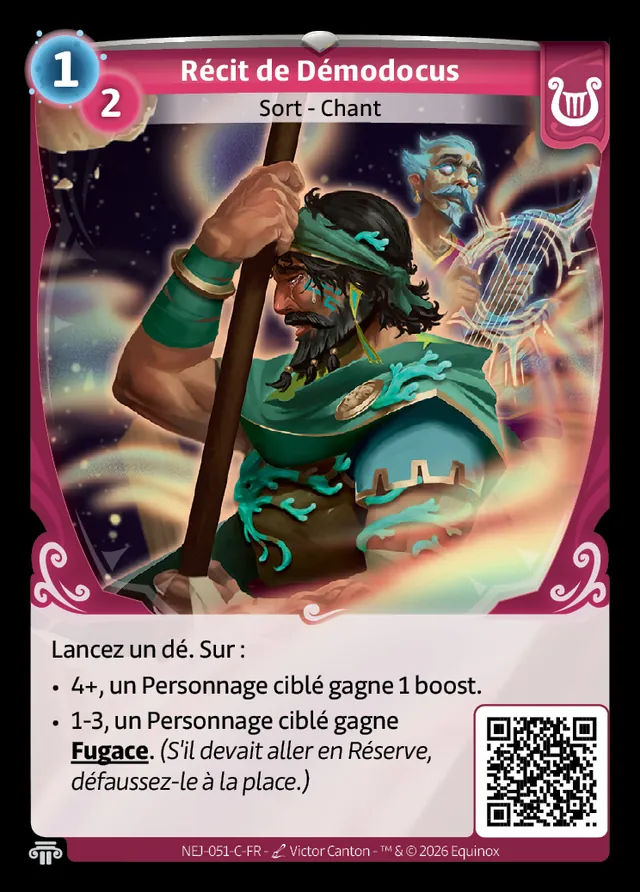 1
2
Récit de Démodocus
Sort - Chant
Lancez un dé. Sur :
• 4+, un Personnage ciblé gagne 1 boost.
• 1-3, un Personnage ciblé gagne
Fugace. (S'il devait aller en Réserve,
défaussez-le à la place.)
NEJ-051-C-FR - Victor Canton - ™ & © 2026 Equinox